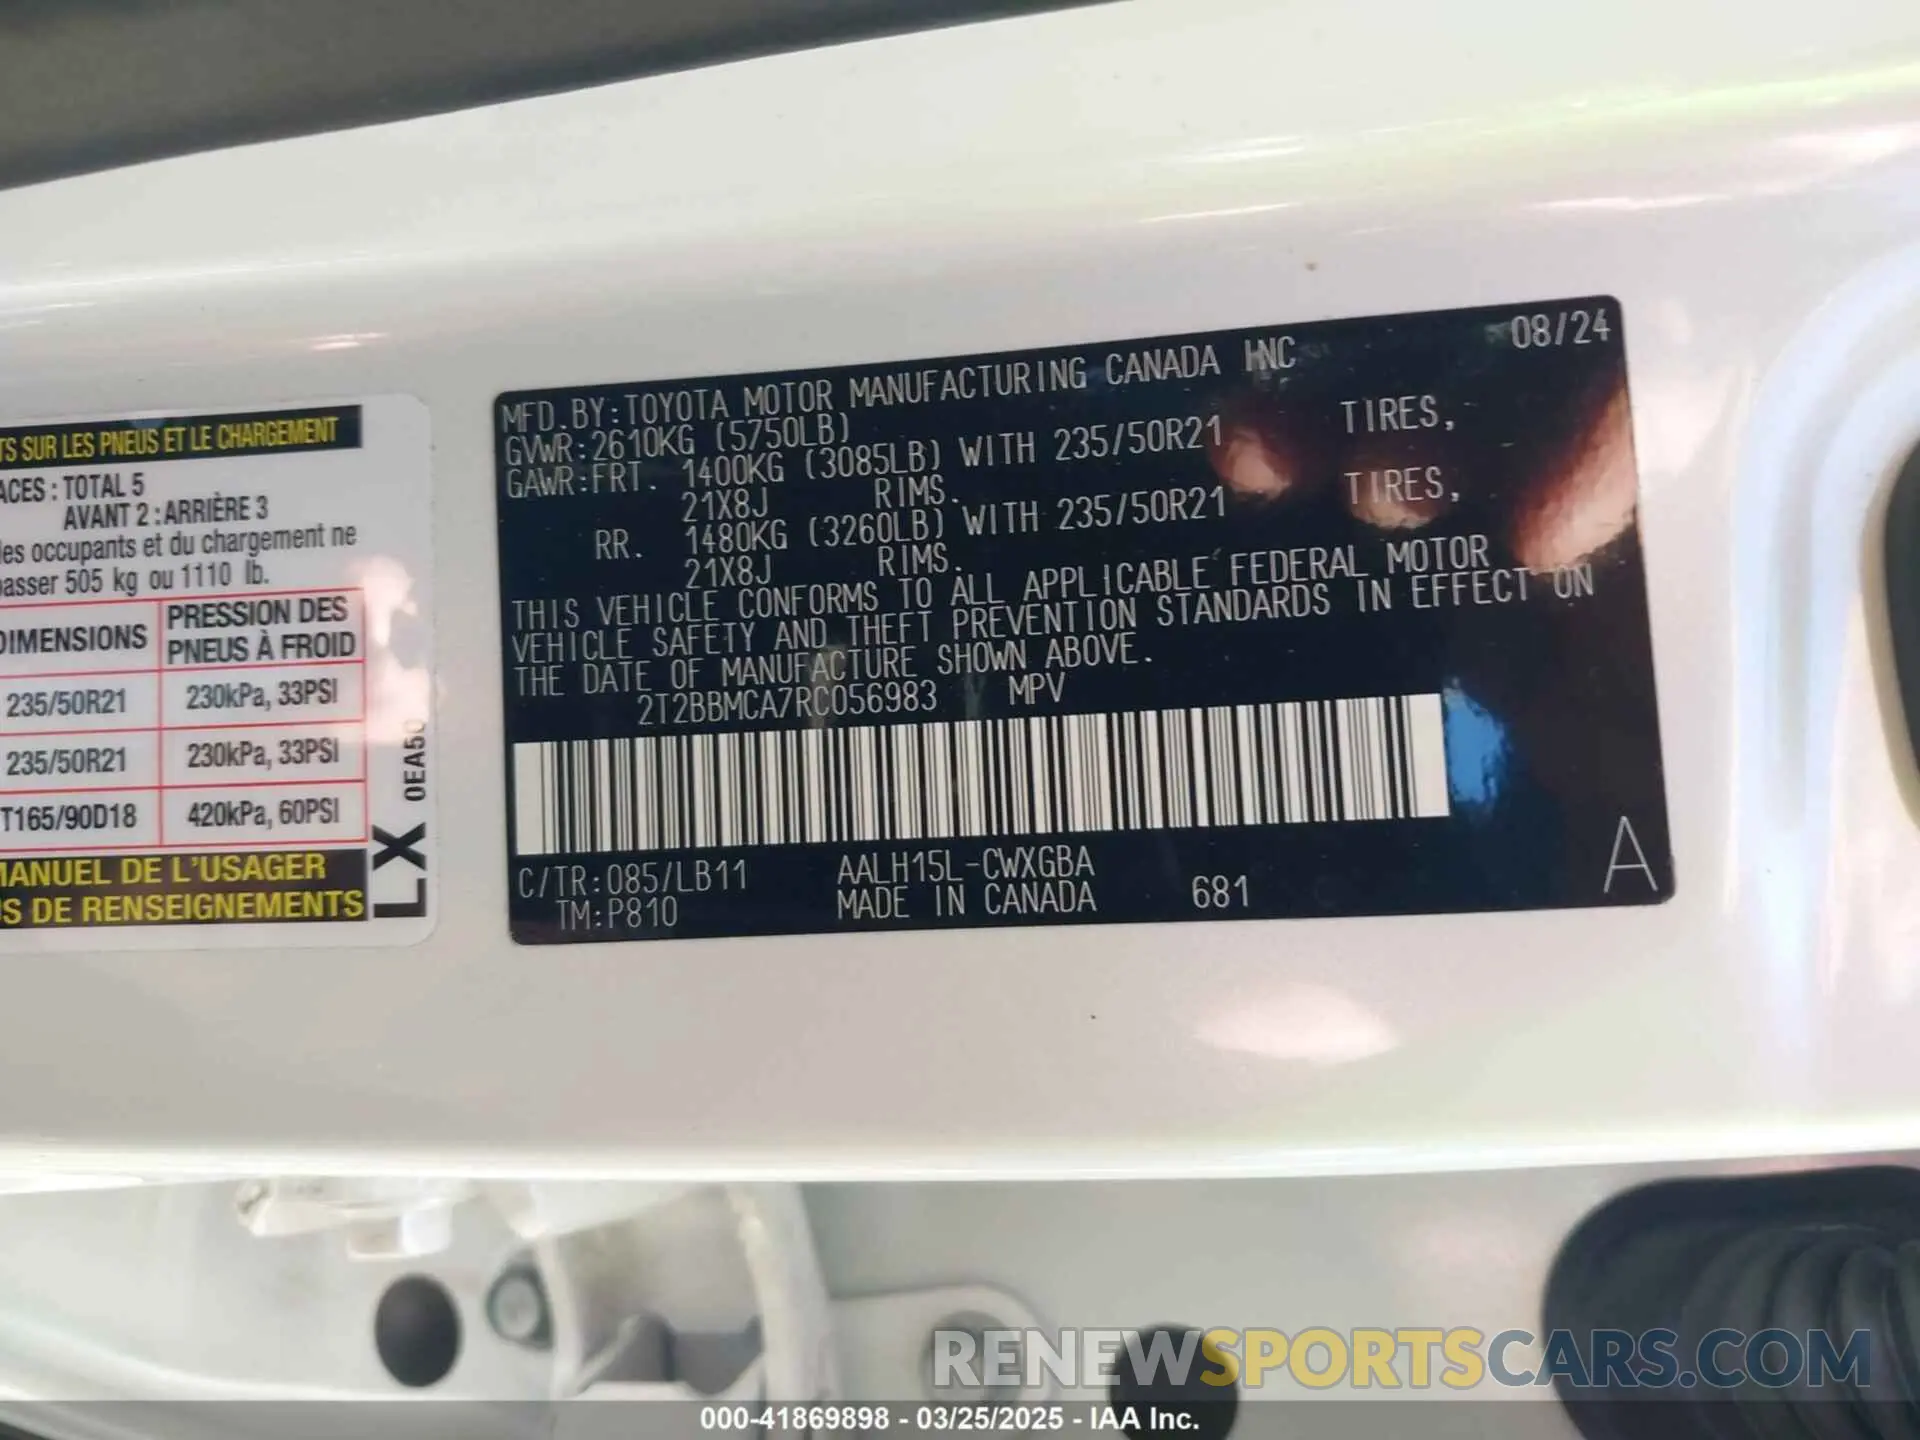 TS SUR LES PNEUS ET LE CHARGEMENT
ACES : TOTAL 5
AVANT 2 : ARRIÈRE 3
des occupants et du chargement ne
passer 505 kg ou 1110 lb.
DIMENSIONS PRESSION DES PNEUS À FROID
235/50R21 230kPa, 33PSI
235/50R21 230kPa, 33PSI
T165/90D18 420kPa, 60PSI
MANUEL DE L'USAGER
S DE RENSEIGNEMENTS
LX 0EA50
08/24
MFD.BY:TOYOTA MOTOR MANUFACTURING CANADA INC
GVWR:2610KG (5750LB)
GAWR:FRT. 1400KG (3085LB) WITH 235/50R21 TIRES,
21X8J RIMS.
RR. 1480KG (3260LB) WITH 235/50R21 TIRES,
21X8J RIMS.
THIS VEHICLE CONFORMS TO ALL APPLICABLE FEDERAL MOTOR
VEHICLE SAFETY AND THEFT PREVENTION STANDARDS IN EFFECT ON
THE DATE OF MANUFACTURE SHOWN ABOVE.
2T2BBMCA7RC056983 MPV
C/TR:085/LB11 AALH15L-CWXGBA
TM:P810 MADE IN CANADA 681
A
RENEWSPORTSCARS.COM
000-41869898 - 03/25/2025 - IAA Inc.